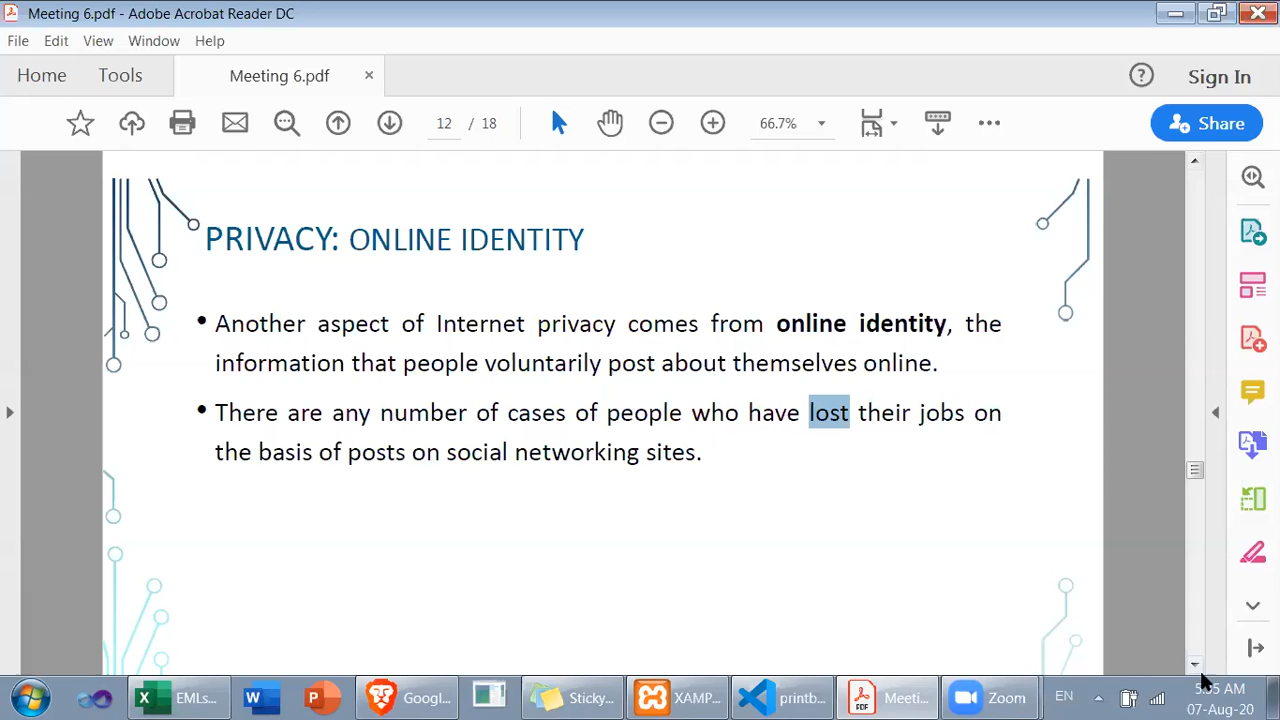 Meeting 6.pdf - Adobe Acrobat Reader DC
File Edit View Window Help
Home Tools Meeting 6.pdf × Sign In
12 / 18 66.7% Share
PRIVACY: ONLINE IDENTITY
• Another aspect of Internet privacy comes from online identity, the
information that people voluntarily post about themselves online.
• There are any number of cases of people who have lost their jobs on
the basis of posts on social networking sites.
EMLs... Googl... Sticky... XAMP... printb... Meeti... Zoom EN
AM
07-Aug-20